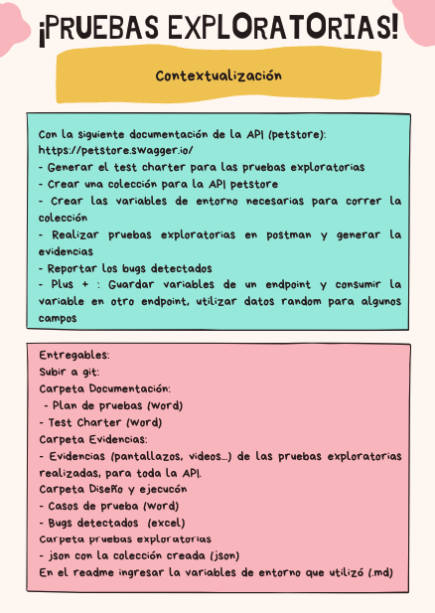 ¡PRUEBAS EXPLORATORIAS!
Contextualización
Con la siguiente documentación de la API (petstore):
https://petstore.swagger.io/
- Generar el test charter para las pruebas exploratorias
- Crear una colección para la API petstore
- Crear las variables de entorno necesarias para correr la
colección
- Realizar pruebas exploratorias en postman y generar la
evidencias
- Reportar los bugs detectados
- Plus + : Guardar variables de un endpoint y consumir la
variable en otro endpoint, utilizar datos random para algunos
campos
Entregables:
Subir a git:
Carpeta Documentación:
- Plan de pruebas (Word)
- Test Charter (Word)
Carpeta Evidencias:
- Evidencias (pantallazos, videos...) de las pruebas exploratorias
realizadas, para toda la API.
Carpeta Diseño y ejecucón
- Casos de prueba (Word)
- Bugs detectados (excel)
Carpeta pruebas exploratorias
- json con la colección creada (json)
En el readme ingresar la variables de entorno que utilizó (.md)